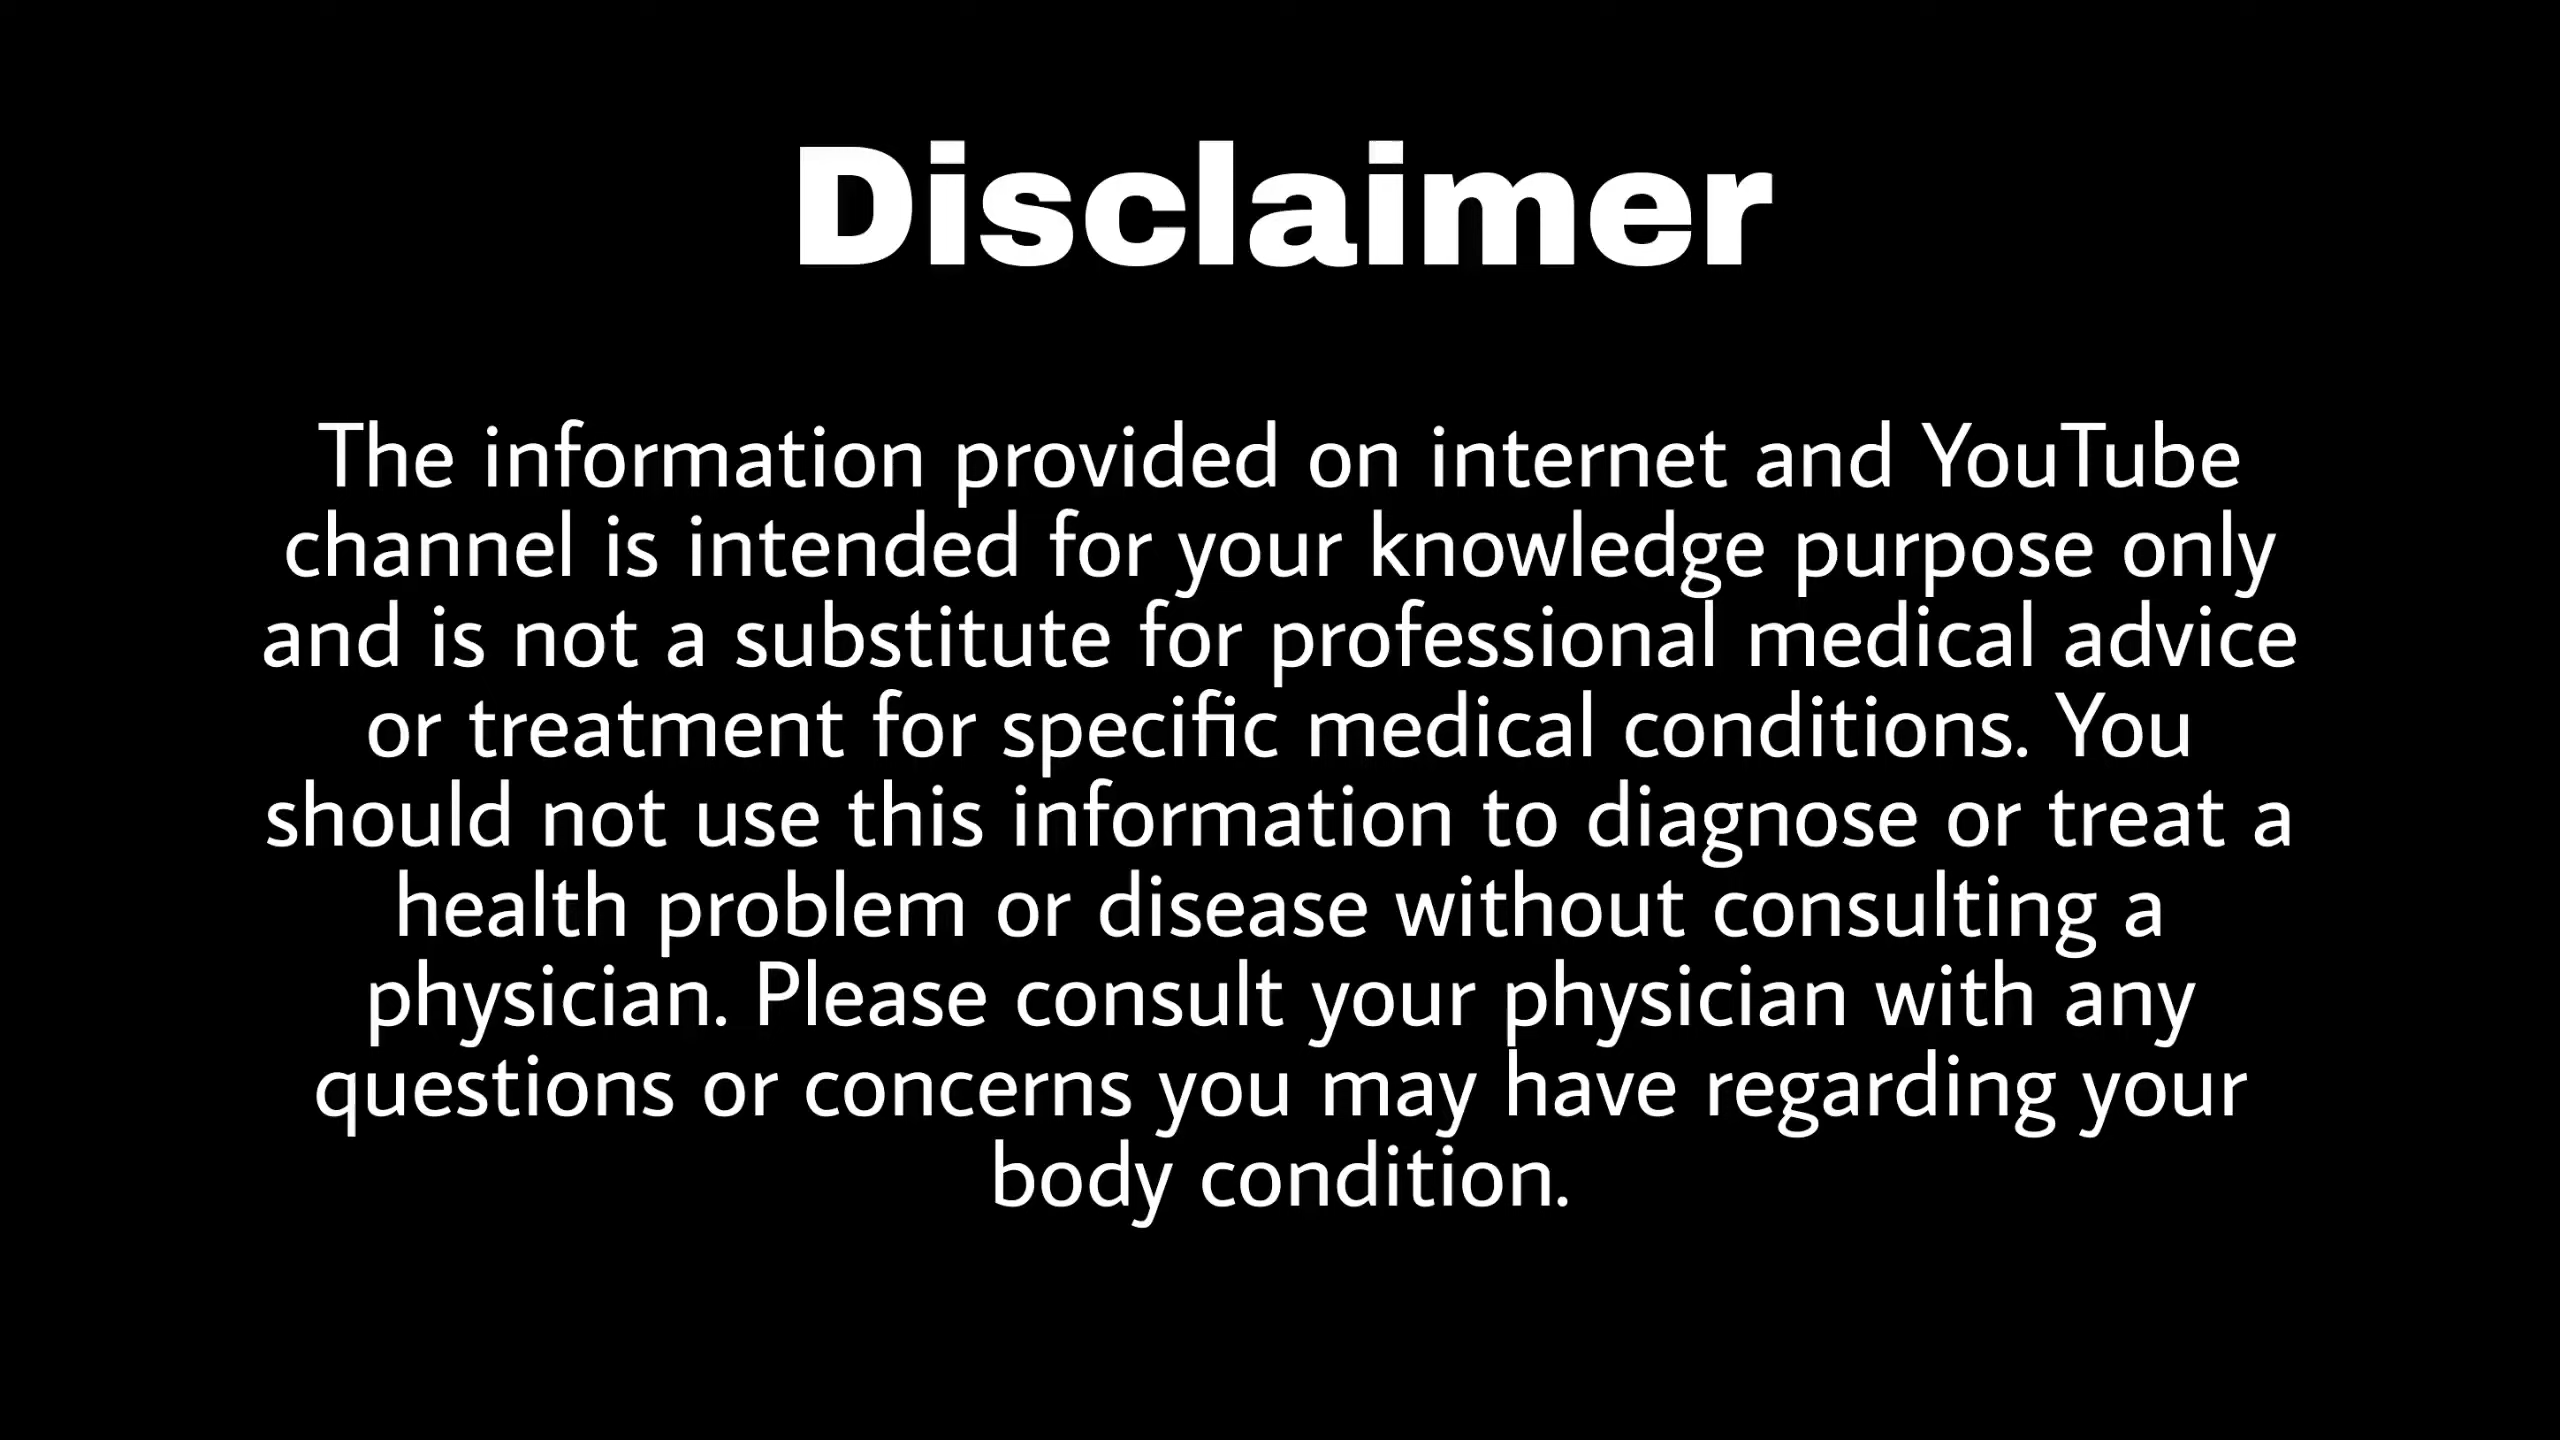 Disclaimer
The information provided on internet and YouTube
channel is intended for your knowledge purpose only
and is not a substitute for professional medical advice
or treatment for specific medical conditions. You
should not use this information to diagnose or treat a
health problem or disease without consulting a
physician. Please consult your physician with any
questions or concerns you may have regarding your
body condition.